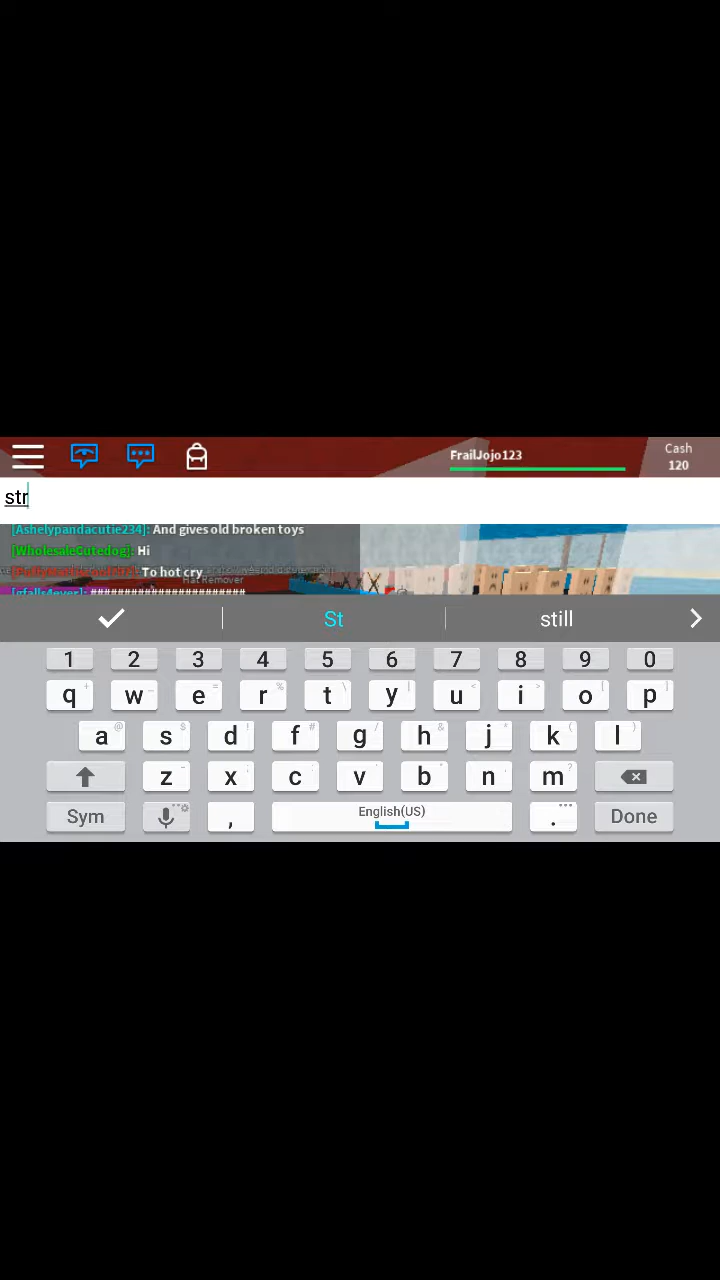 FrailJojo123
Cash
120
str
[Ashelypandacutie234]: And gives old broken toys
[WholesaleCutedog]: Hi
To hot cry
Hat Remover
[gfalls4ever]: #######################
St still
1 2 3 4 5 6 7 8 9 0
q w e r t y u i o p
a s d f g h j k l
z x c v b n m
Sym , English(US) . Done